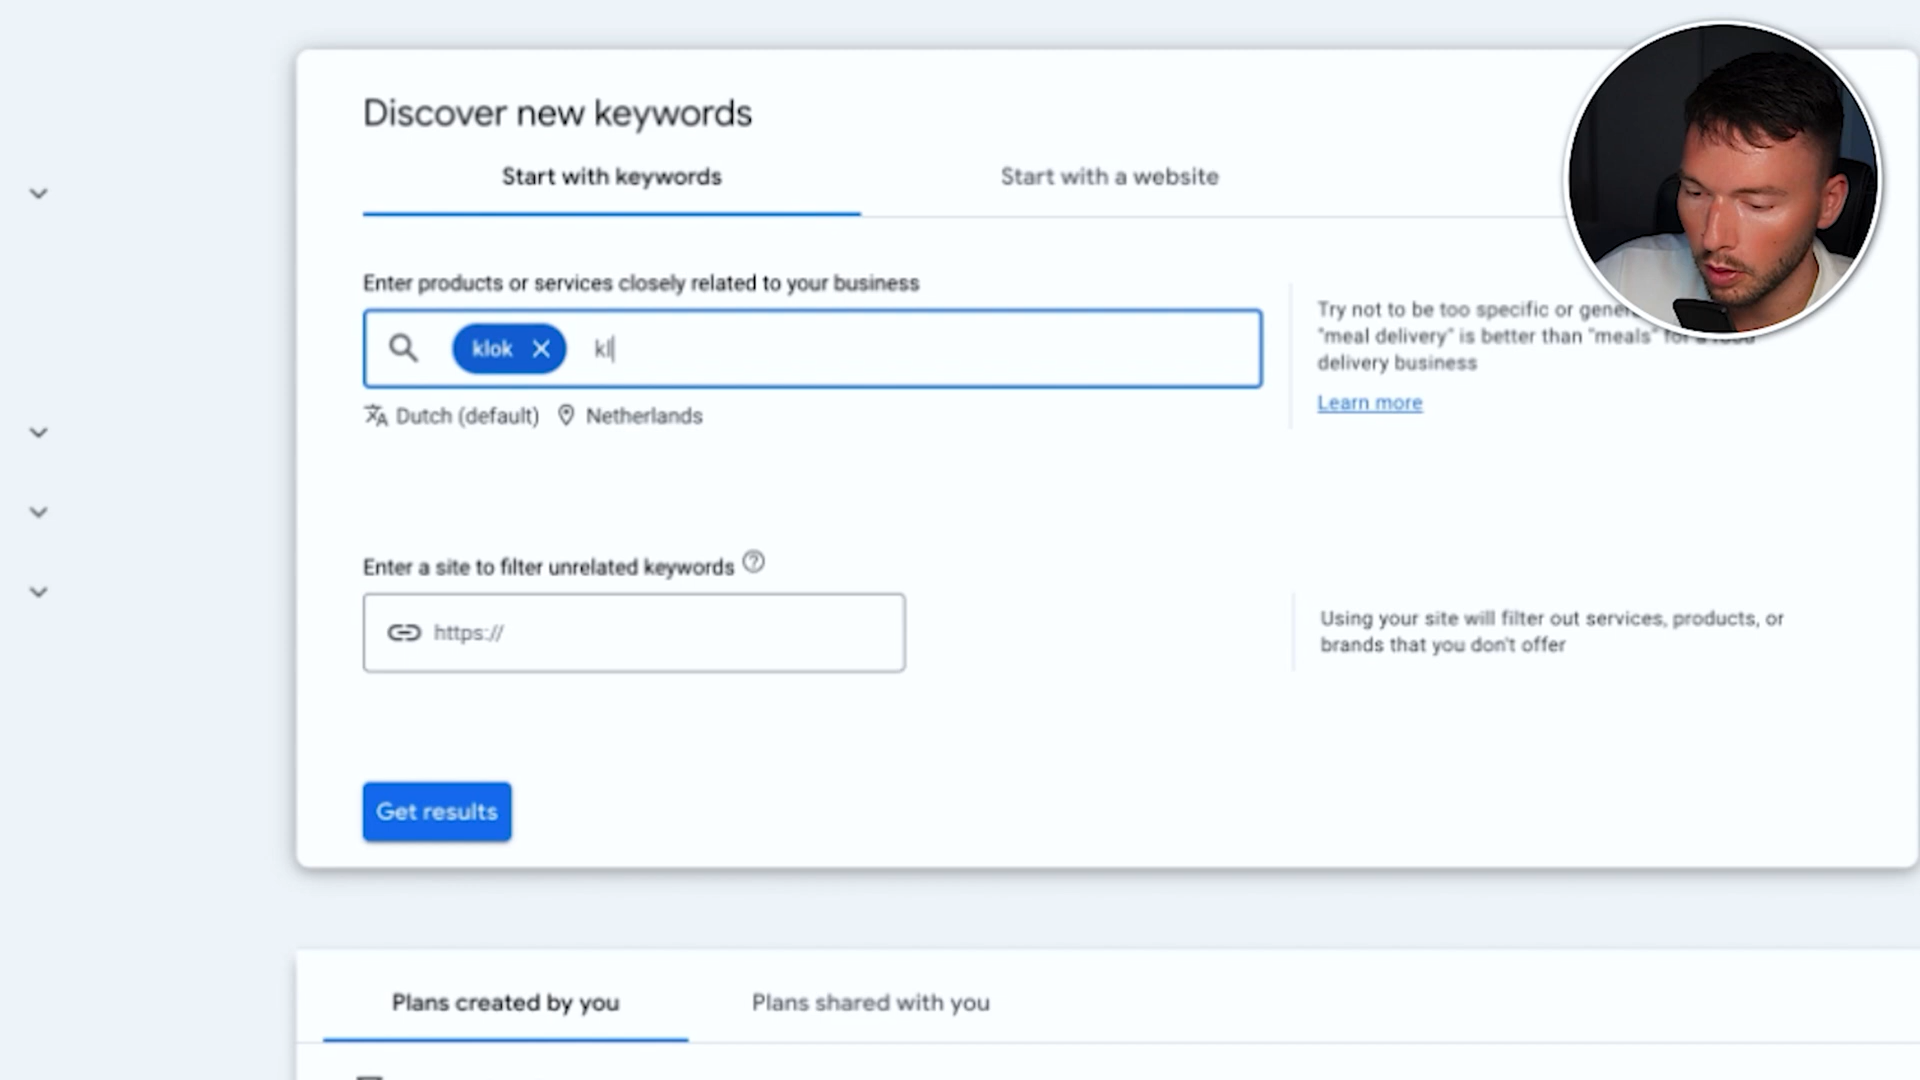 Discover new keywords
Start with keywords
Start with a website
Enter products or services closely related to your business
klok
kl
Dutch (default)
Netherlands
Try not to be too specific or
"meal delivery" is better than "meals" for a
delivery business
Learn more
Enter a site to filter unrelated keywords
https://
Using your site will filter out services, products, or
brands that you don't offer
Get results
Plans created by you
Plans shared with you